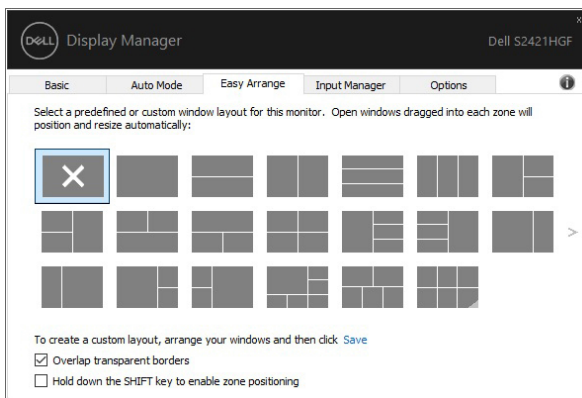 DELL Display Manager
Dell S2421HGF
Basic Auto Mode Easy Arrange Input Manager Options
Select a predefined or custom window layout for this monitor. Open windows dragged into each zone will
position and resize automatically:
To create a custom layout, arrange your windows and then click Save
Overlap transparent borders
Hold down the SHIFT key to enable zone positioning